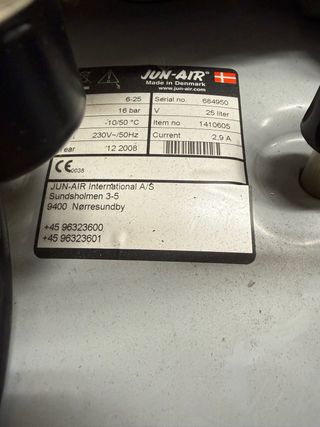 JUN-AIR®
Made in Denmark
www.jun-air.com
6-25 Serial no. 684950
16 bar V 25 liter
-10/50 °C Item no 1410605
230V~/50Hz Current 2,9 A
ear 12 2008
CE 0035
JUN-AIR International A/S
Sundsholmen 3-5
9400 Nørresundby
+45 96323600
+45 96323601